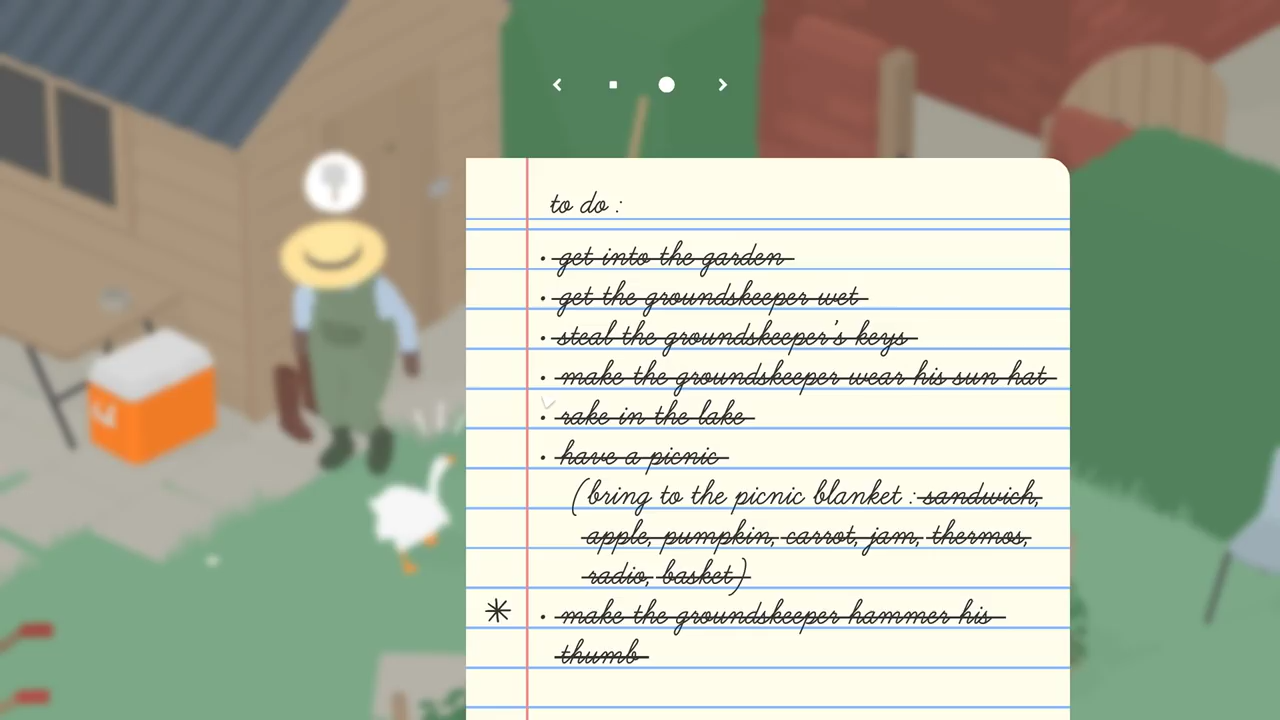 to do :
• get into the garden
• get the groundskeeper wet
• steal the groundskeeper's keys
• make the groundskeeper wear his sun hat
• rake in the lake
• have a picnic
(bring to the picnic blanket : sandwich,
apple, pumpkin, carrot, jam, thermos,
radio, basket)
* • make the groundskeeper hammer his
thumb